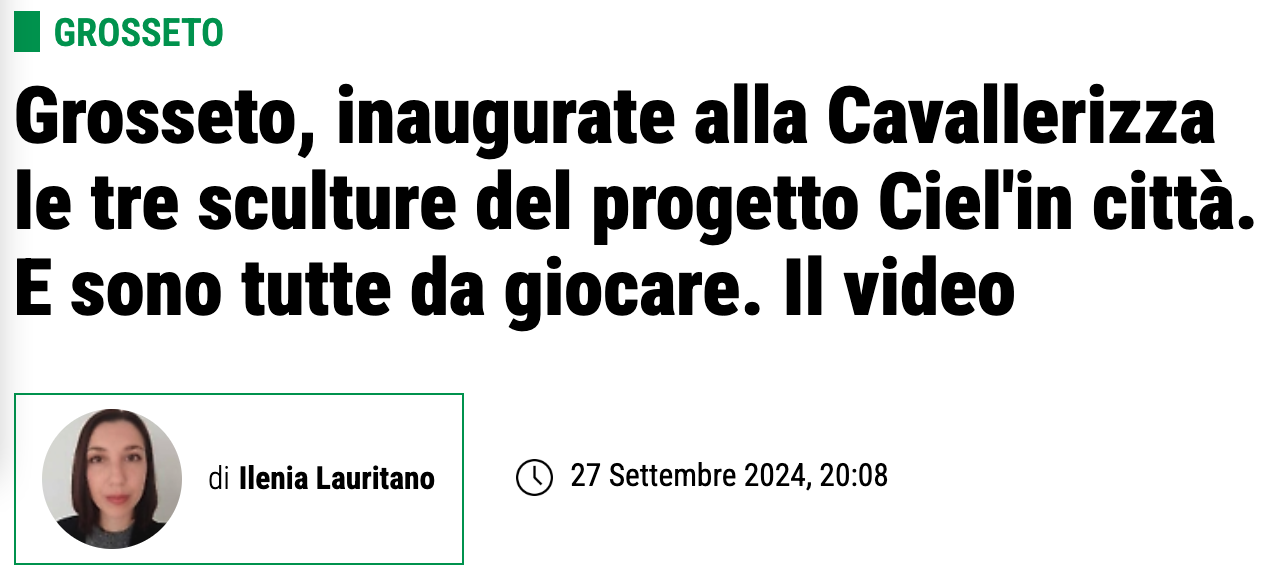 GROSSETO
Grosseto, inaugurate alla Cavallerizza
le tre sculture del progetto Ciel'in città.
E sono tutte da giocare. Il video
di Ilenia Lauritano
27 Settembre 2024, 20:08